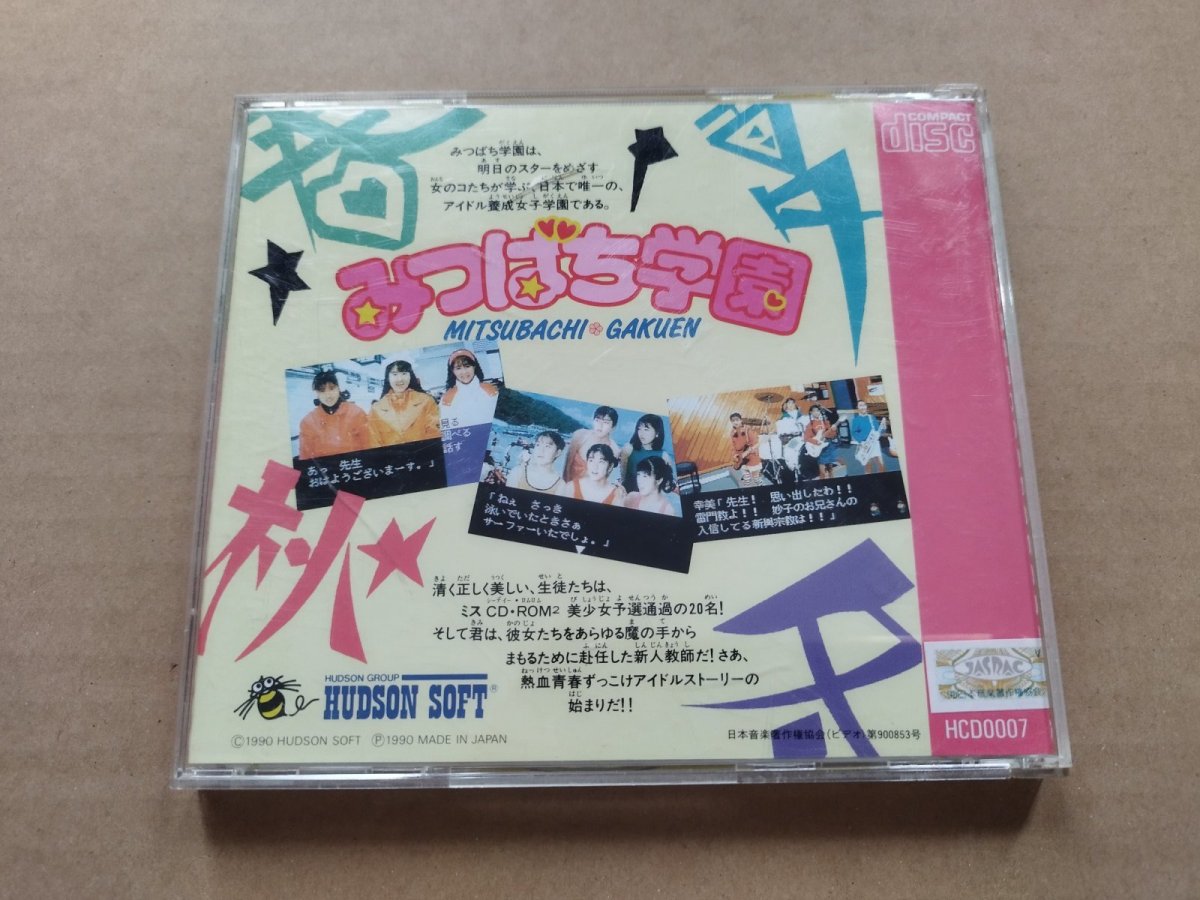 みつばち学園は、
明日のスターをめざす
女のコたちが学ぶ、日本で唯一の、
アイドル養成女子学園である。
COMPACT
disc
みつばち学園
MITSUBACHI GAKUEN
見る
調べる
話す
あっ 先生
おはようございまーす。」
「ねぇ さっき
泳いでいたときさぁ
サーファーいたでしょ。」
幸美「先生! 思い出したわ!!
雷門教よ!! 妙子のお兄さんの
入信してる新興宗教は!!」
秋
清く正しく美しい、生徒たちは、
ミスCD・ROM2 美少女予選通過の20名!
そして君は、彼女たちをあらゆる魔の手から
まもるために赴任した新人教師だ!さあ、
熱血青春ずっこけアイドルストーリーの
始まりだ!!
HUDSON GROUP
HUDSON SOFT®
©1990 HUDSON SOFT ℗1990 MADE IN JAPAN
日本音楽著作権協会(ビデオ)第900853号
JASRAC
HCD0007